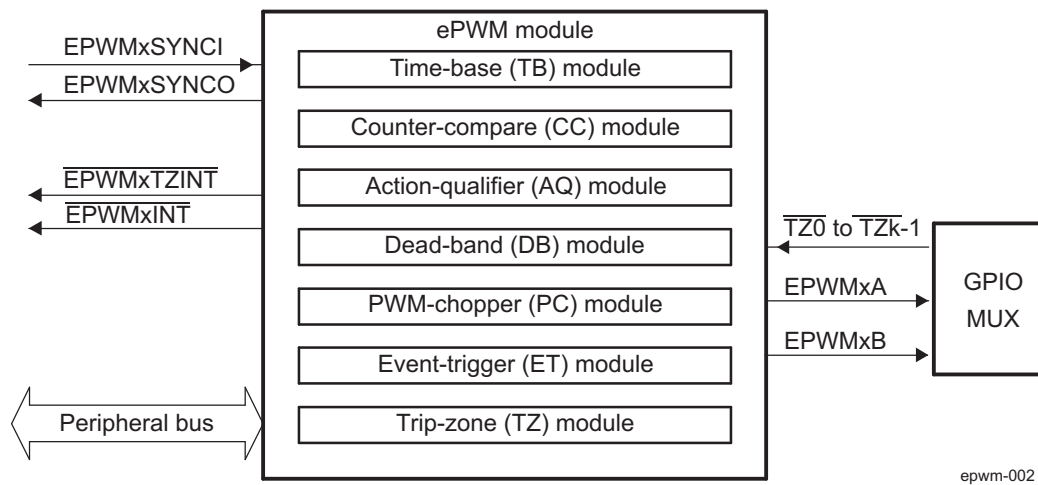 ePWM module
EPWMxSYNCI
Time-base (TB) module
EPWMxSYNCO
Counter-compare (CC) module
EPWMxTZINT
Action-qualifier (AQ) module
EPWMxINT
TZ0 to TZk-1
Dead-band (DB) module
GPIO
MUX
EPWMxA
PWM-chopper (PC) module
EPWMxB
Event-trigger (ET) module
Peripheral bus
Trip-zone (TZ) module
epwm-002